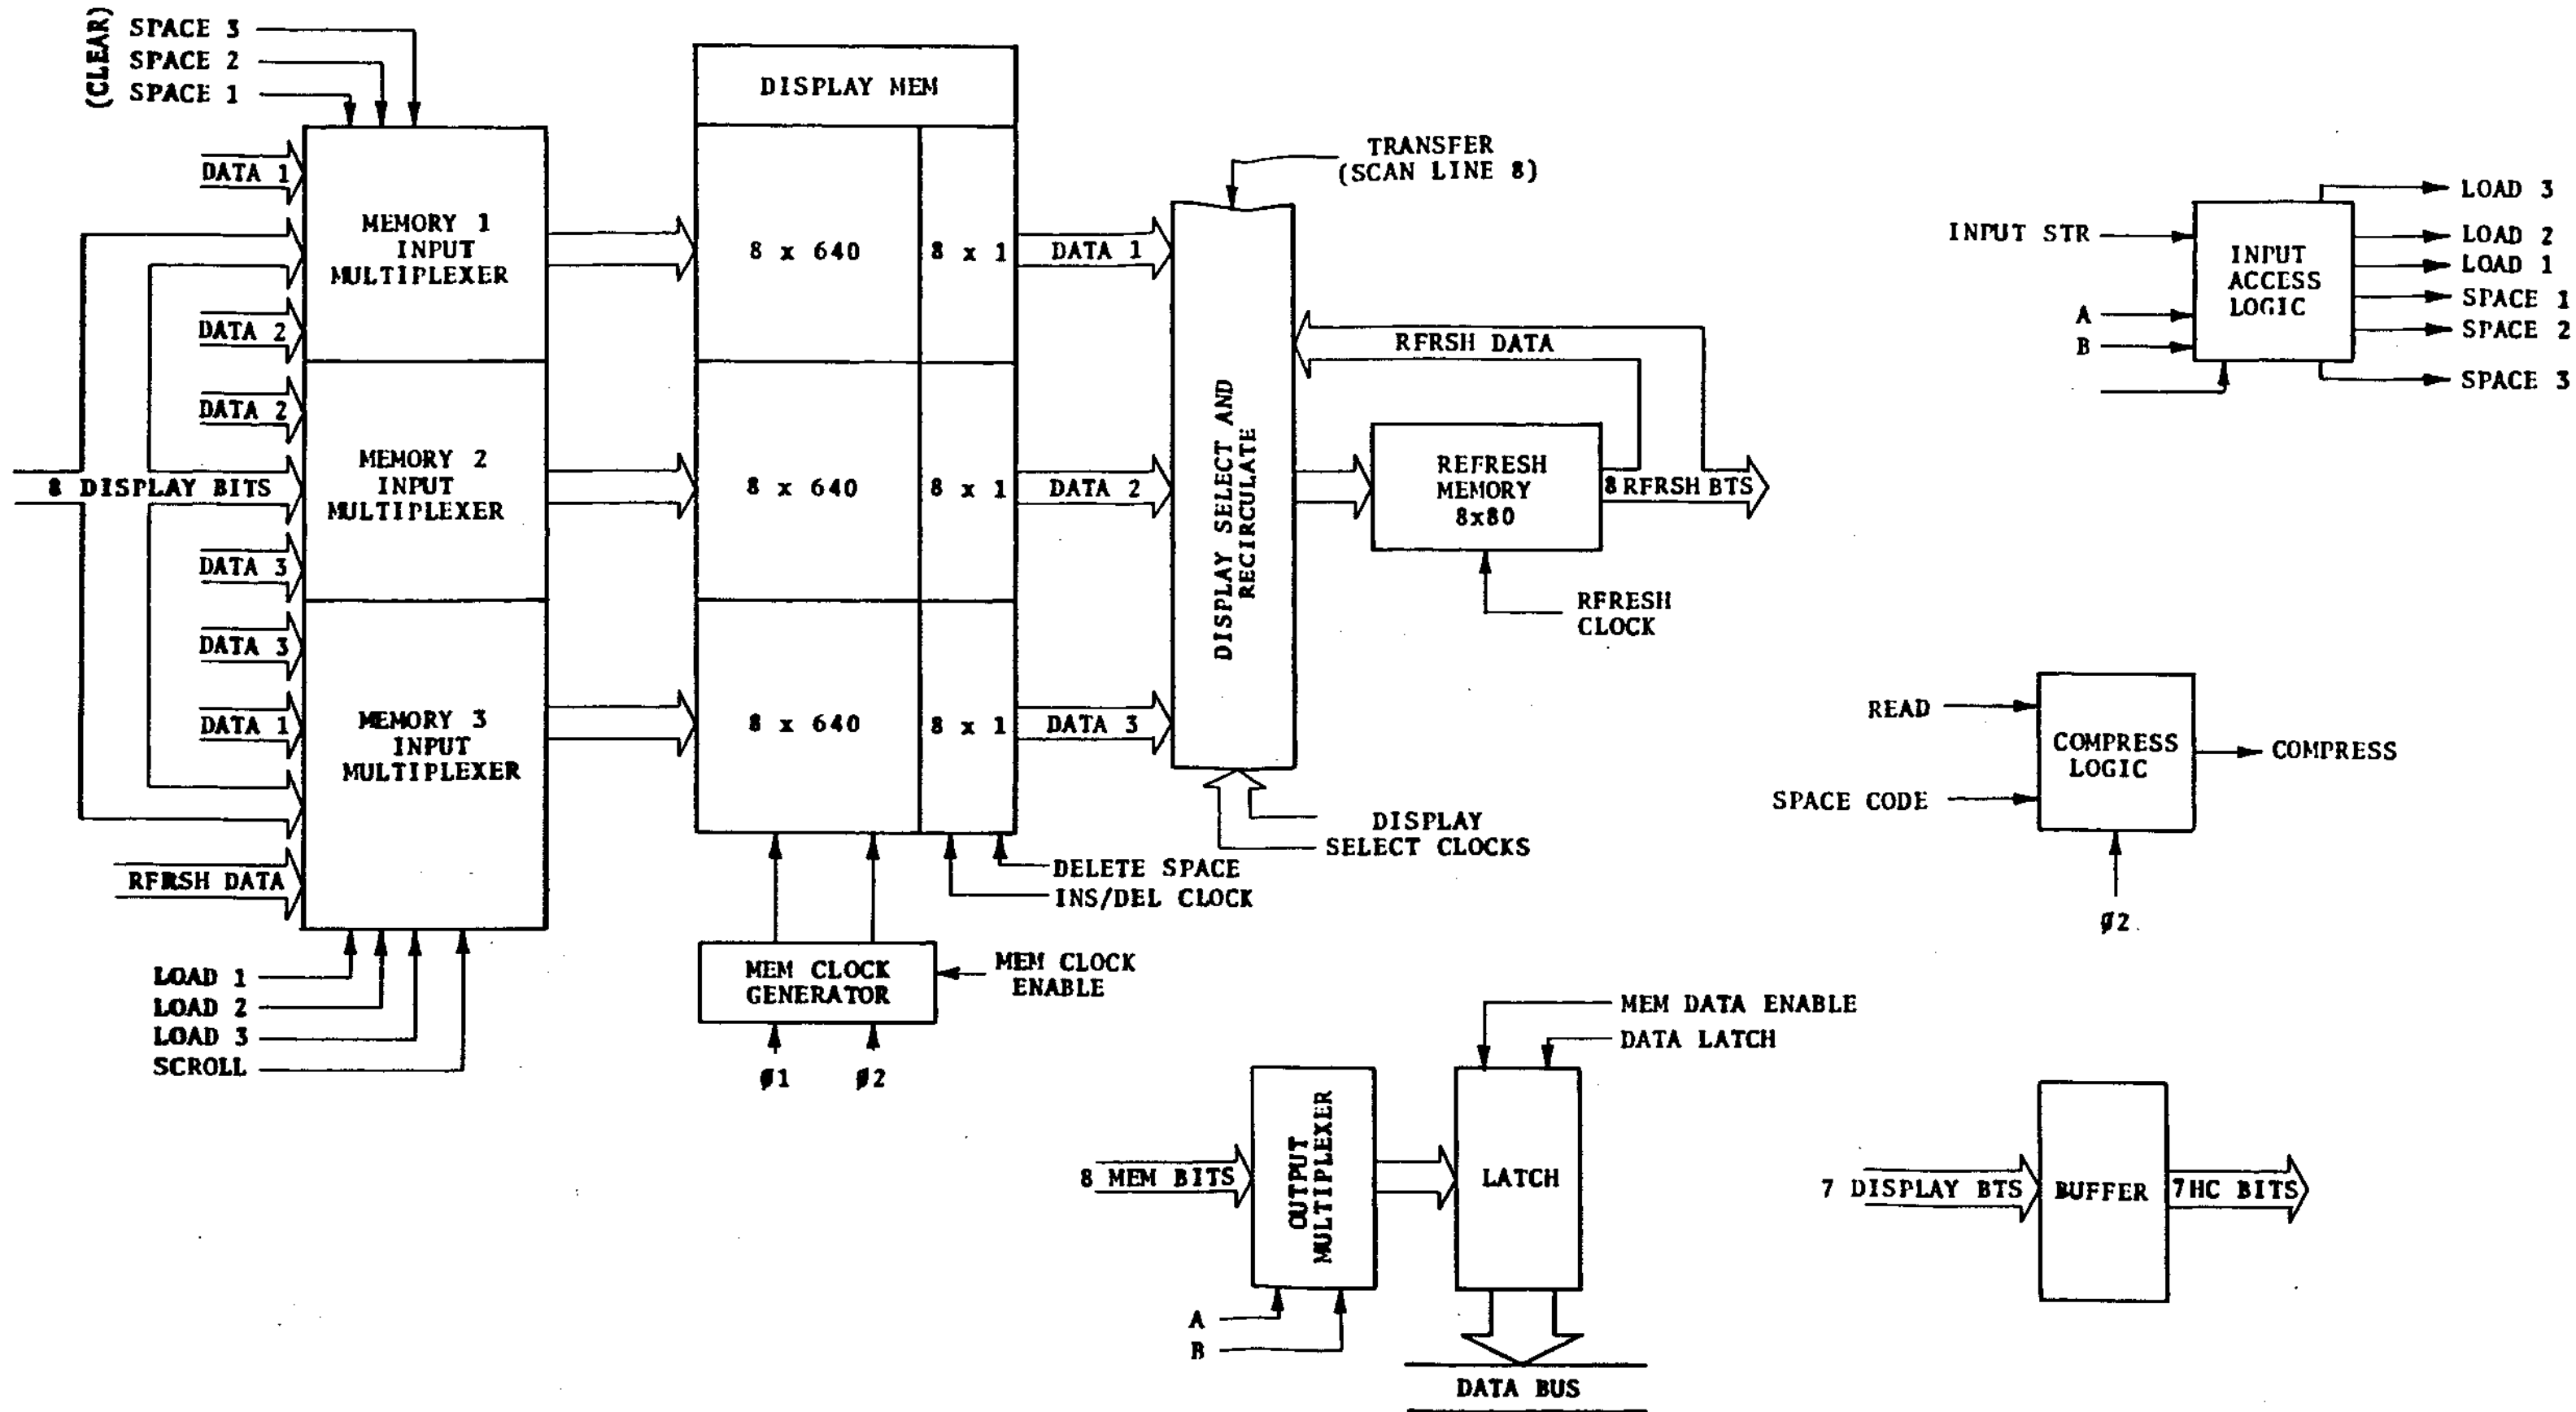 (CLEAR)
SPACE 3
SPACE 2
SPACE 1
DATA 1
DATA 2
DATA 2
8 DISPLAY BITS
DATA 3
DATA 3
DATA 1
RFRSH DATA
MEMORY 1
INPUT
MULTIPLEXER
MEMORY 2
INPUT
MULTIPLEXER
MEMORY 3
INPUT
MULTIPLEXER
LOAD 1
LOAD 2
LOAD 3
SCROLL
DISPLAY MEM
8 x 640
8 x 1
8 x 640
8 x 1
8 x 640
8 x 1
DATA 1
DATA 2
DATA 3
DELETE SPACE
INS/DEL CLOCK
MEM CLOCK
GENERATOR
MEM CLOCK
ENABLE
Ø1
Ø2
TRANSFER
(SCAN LINE 8)
DISPLAY SELECT AND
RECIRCULATE
DISPLAY
SELECT CLOCKS
RFRSH DATA
REFRESH
MEMORY
8x80
8 RFRSH BTS
RFRESH
CLOCK
INPUT STR
A
B
INPUT
ACCESS
LOGIC
LOAD 3
LOAD 2
LOAD 1
SPACE 1
SPACE 2
SPACE 3
READ
SPACE CODE
COMPRESS
LOGIC
COMPRESS
Ø2
MEM DATA ENABLE
DATA LATCH
8 MEM BITS
OUTPUT
MULTIPLEXER
LATCH
A
B
DATA BUS
7 DISPLAY BTS
BUFFER
7HC BITS